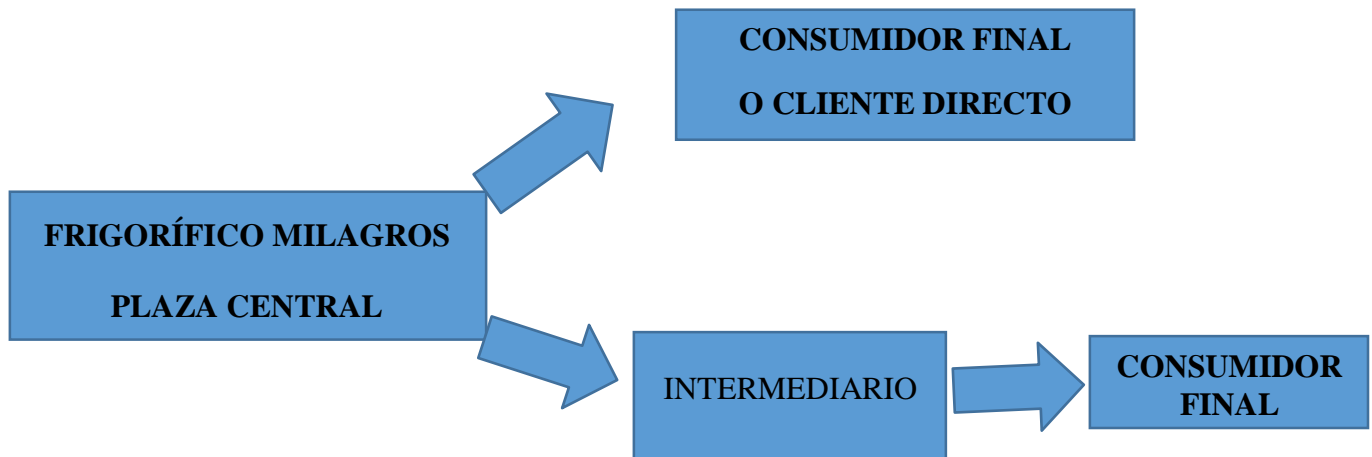 CONSUMIDOR FINAL
O CLIENTE DIRECTO
FRIGORÍFICO MILAGROS
PLAZA CENTRAL
INTERMEDIARIO
CONSUMIDOR
FINAL